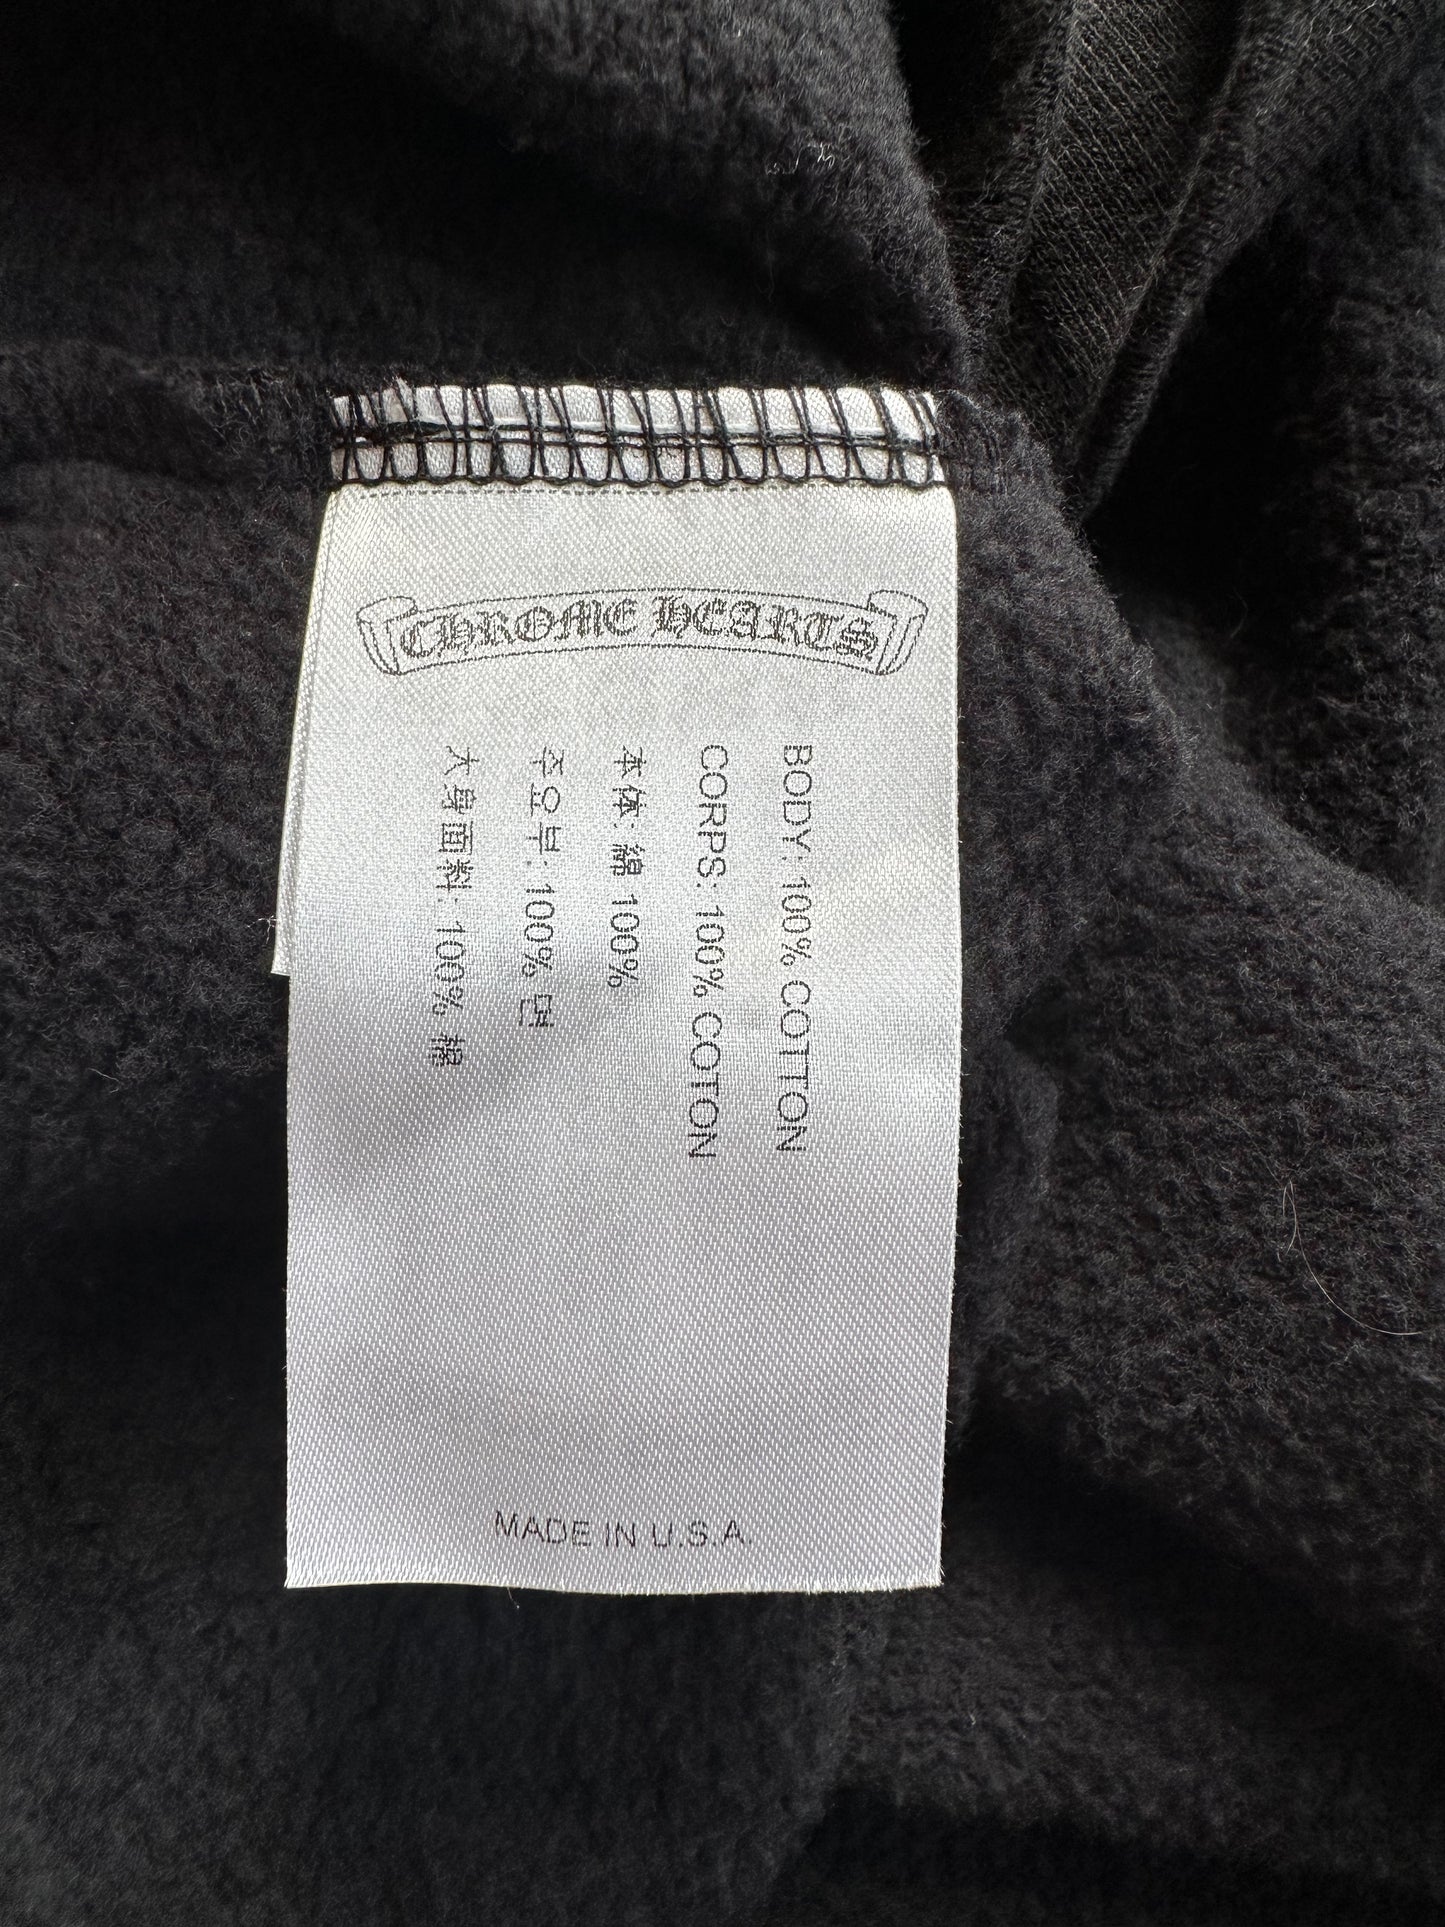 CHROME HEARTS
BODY: 100% COTTON
CORPS: 100% COTON
本体: 綿 100%
주요부: 100% 면
大身面料: 100% 棉
MADE IN U.S.A.